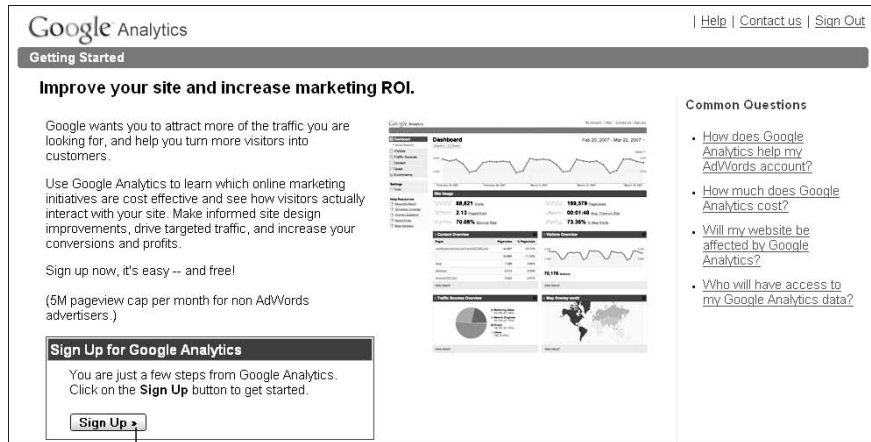 Google Analytics
| Help | Contact us | Sign Out
Getting Started
Improve your site and increase marketing ROI.
Google wants you to attract more of the traffic you are
looking for, and help you turn more visitors into
customers.
Use Google Analytics to learn which online marketing
initiatives are cost effective and see how visitors actually
interact with your site. Make informed site design
improvements, drive targeted traffic, and increase your
conversions and profits.
Sign up now, it's easy -- and free!
(5M pageview cap per month for non AdWords
advertisers.)
Sign Up for Google Analytics
You are just a few steps from Google Analytics.
Click on the Sign Up button to get started.
Sign Up »
Google Analytics
Dashboard
Feb 20, 2007 - Mar 22, 2007
Site Usage
88,821 Visits
189,579 Pageviews
2.13 Pages/Visit
00:01:48 Avg. Time on Site
70.08% Bounce Rate
73.36% % New Visits
Content Overview
Visitors Overview
70,176 Visitors
Traffic Sources Overview
Map Overlay world
Common Questions
How does Google
Analytics help my
AdWords account?
How much does Google
Analytics cost?
Will my website be
affected by Google
Analytics?
Who will have access to
my Google Analytics data?